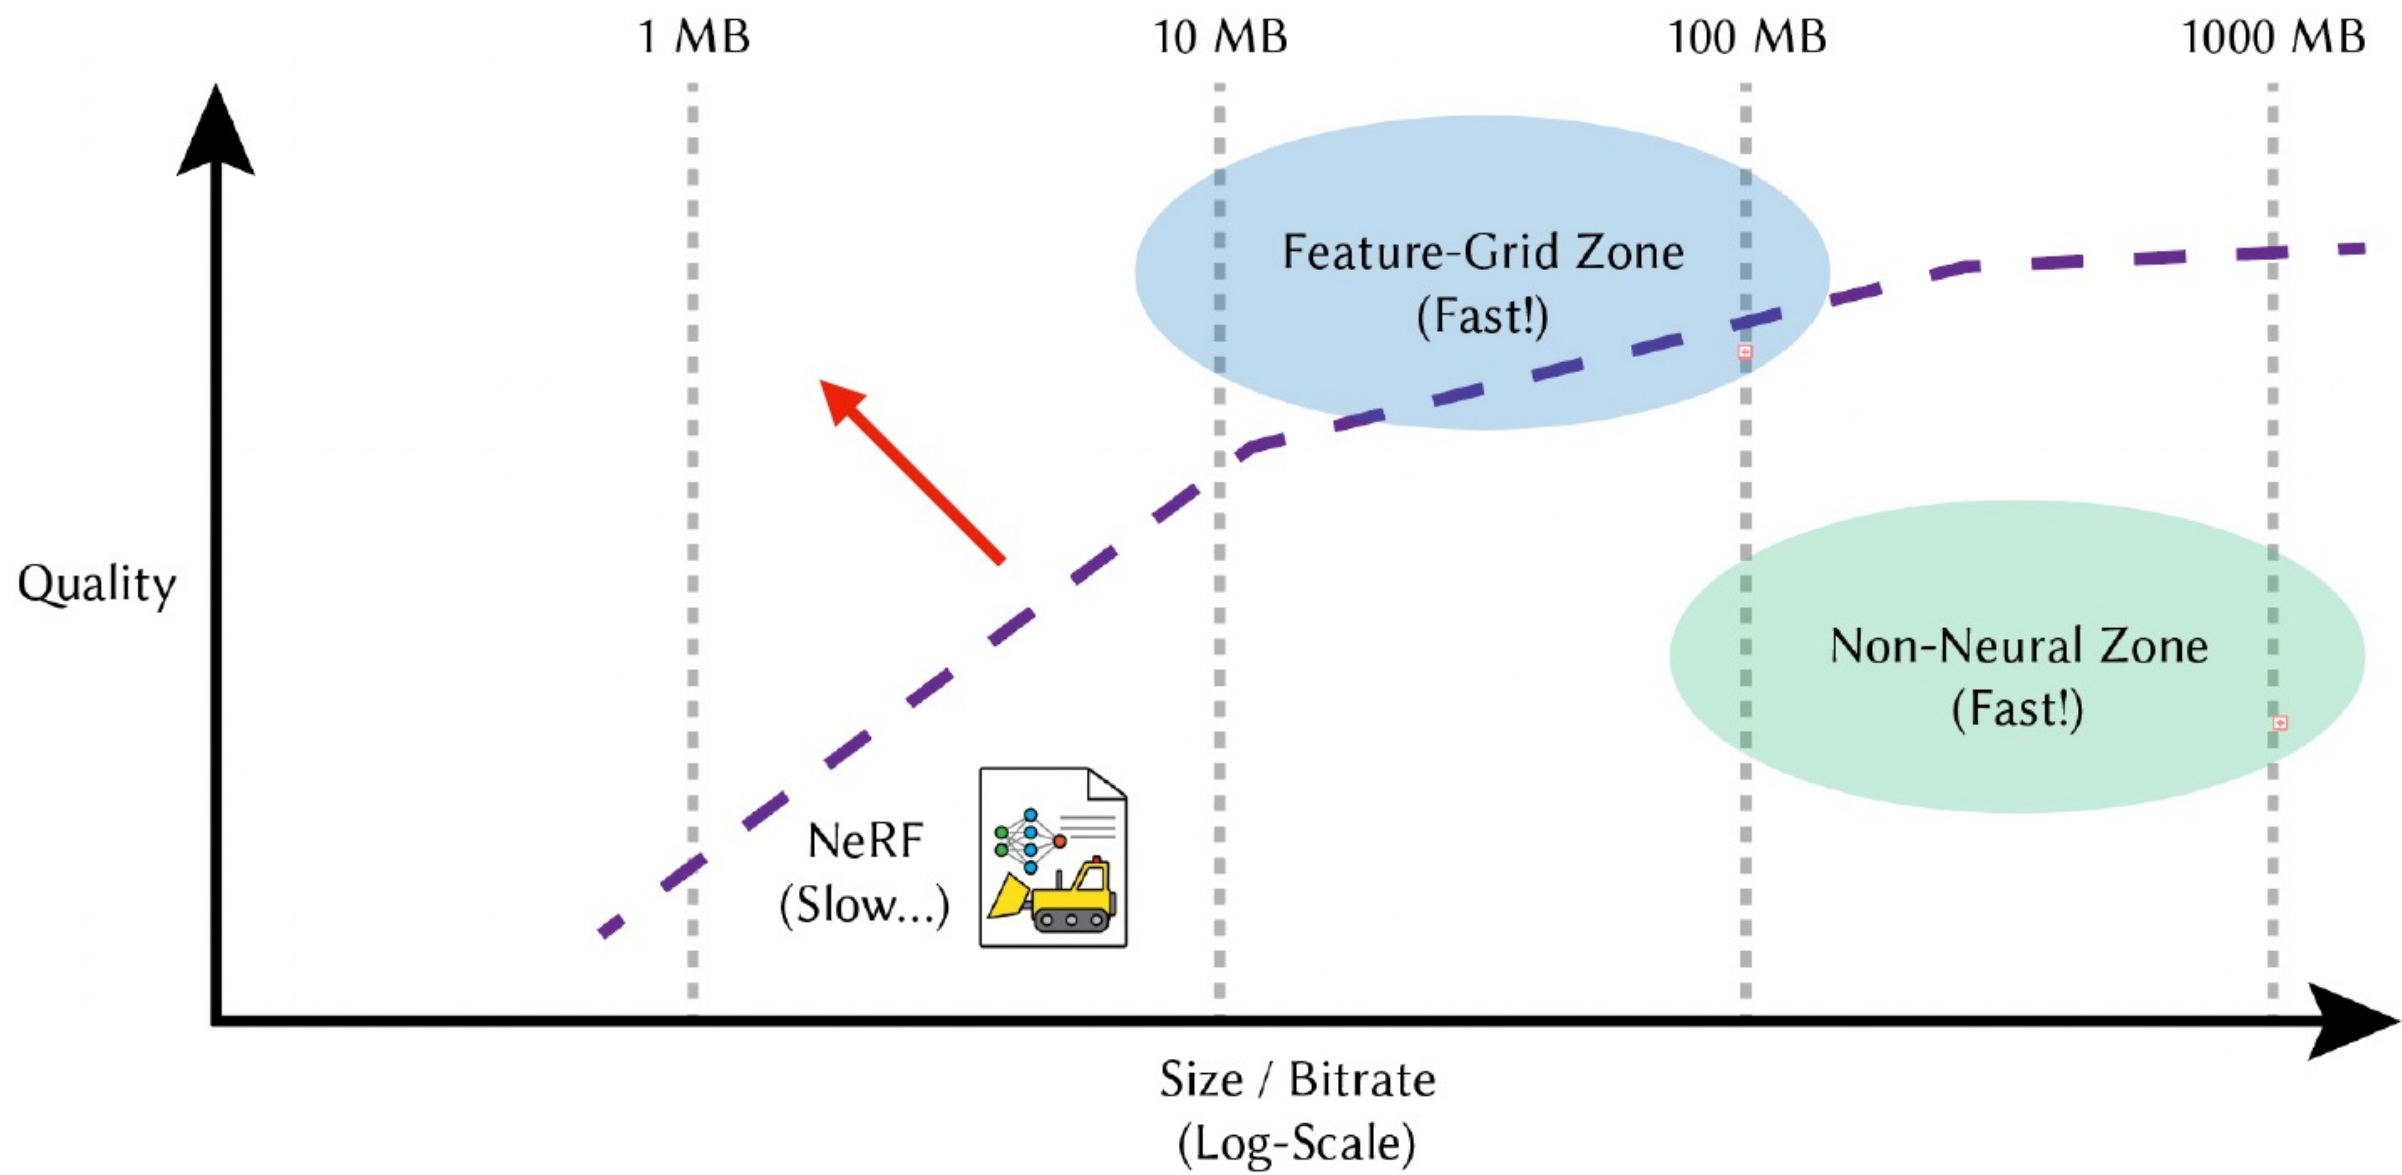 1 MB
10 MB
100 MB
1000 MB
Feature-Grid Zone
(Fast!)
Quality
Non-Neural Zone
(Fast!)
NeRF
(Slow...)
Size / Bitrate
(Log-Scale)